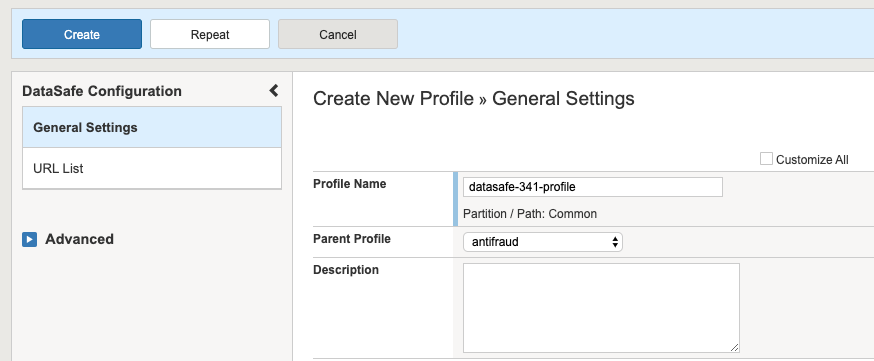 Create
Repeat
Cancel
DataSafe Configuration
General Settings
URL List
Advanced
Create New Profile » General Settings
Customize All
Profile Name
datasafe-341-profile
Partition / Path: Common
Parent Profile
antifraud
Description